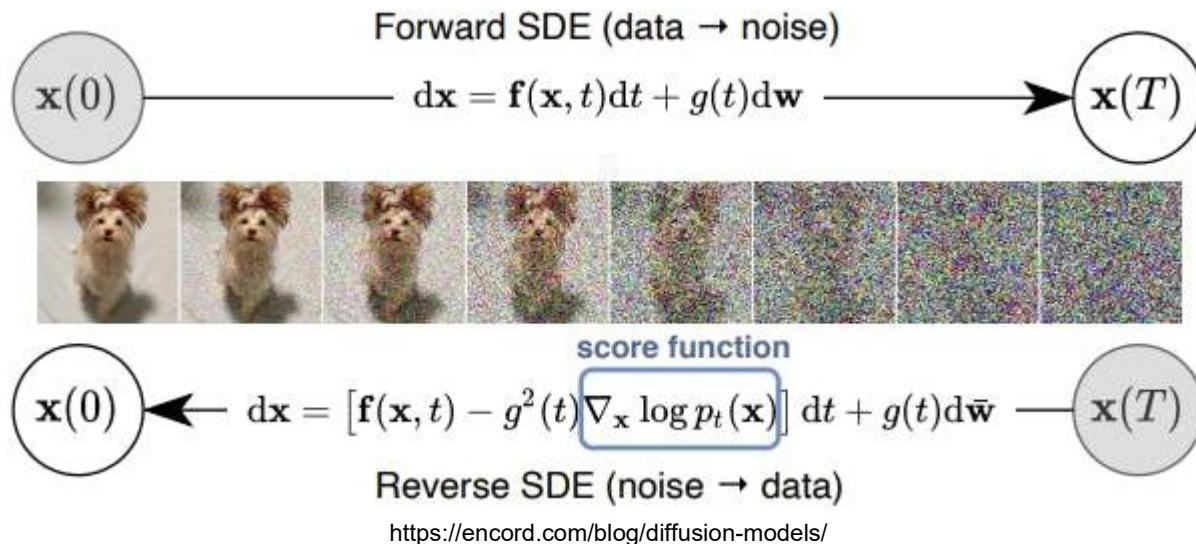 Forward SDE (data → noise)
x(0) dx = f(x, t)dt + g(t)dw x(T)
score function
x(0) dx = [f(x, t) − g²(t)∇ₓ log pₜ(x)] dt + g(t)dw̄ x(T)
Reverse SDE (noise → data)
https://encord.com/blog/diffusion-models/